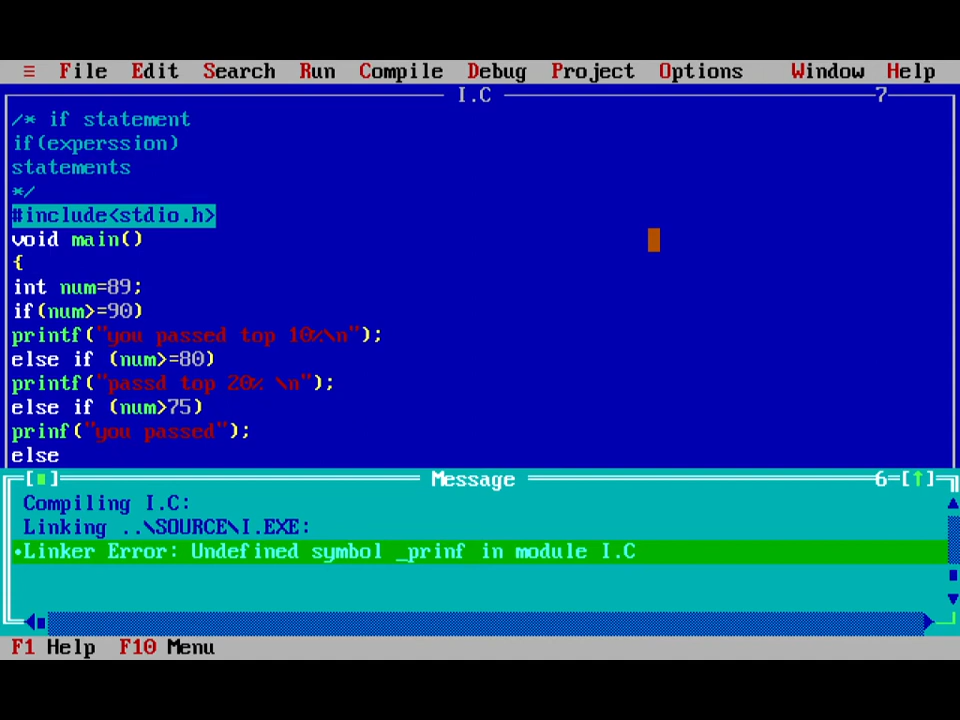 ≡ File Edit Search Run Compile Debug Project Options Window Help
I.C 7
/* if statement
if(experssion)
statements
*/
#include<stdio.h>
void main()
{
int num=89;
if(num>=90)
printf("you passed top 10%\n");
else if (num>=80)
printf("passd top 20% \n");
else if (num>75)
prinf("you passed");
else
[■] Message 6=[↑]
Compiling I.C:
Linking ..\SOURCE\I.EXE:
•Linker Error: Undefined symbol _prinf in module I.C
F1 Help F10 Menu